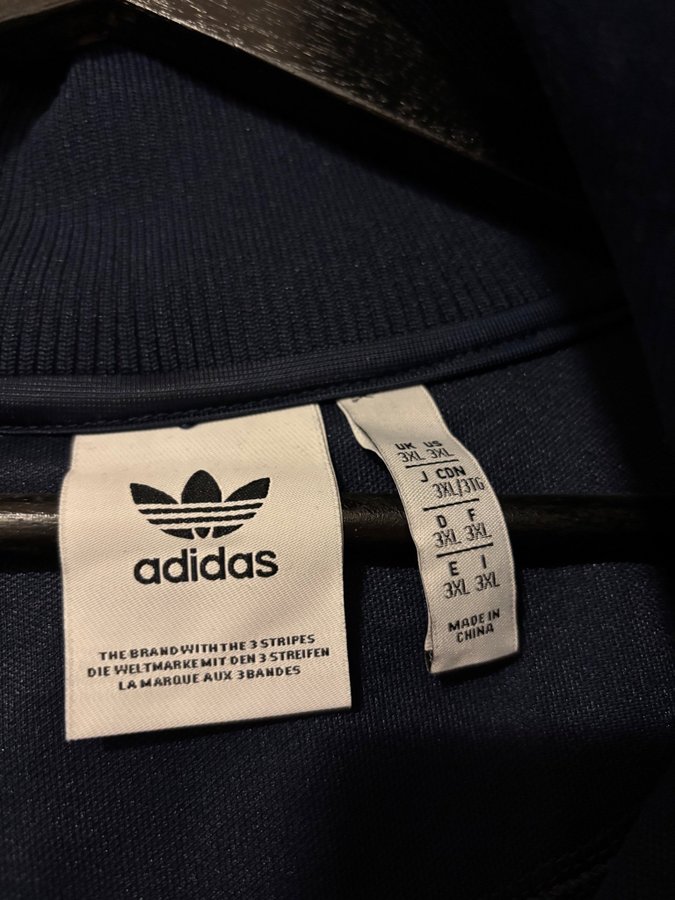 adidas
THE BRAND WITH THE 3 STRIPES
DIE WELTMARKE MIT DEN 3 STREIFEN
LA MARQUE AUX 3 BANDES
UK US
3XL 3XL
J CDN
3XL/3TG
D F
3XL 3XL
E I
3XL 3XL
MADE IN
CHINA